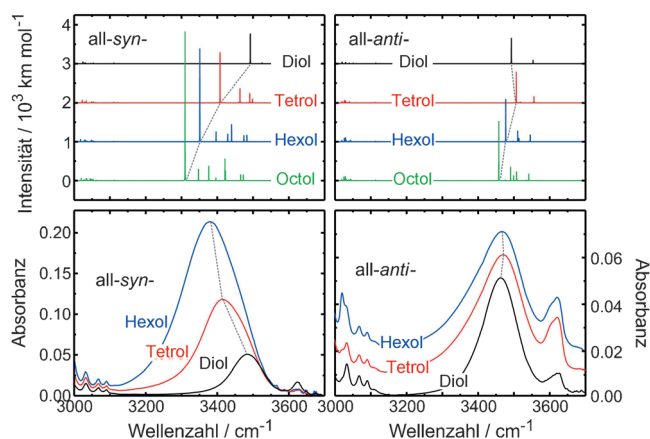 all-syn-
Diol
Tetrol
Hexol
Octol
4
3
2
1
0
Intensität / 10³ km mol⁻¹
all-anti-
Diol
Tetrol
Hexol
Octol
all-syn-
Hexol
Tetrol
Diol
0.20
0.15
0.10
0.05
0.00
Absorbanz
3000 3200 3400 3600
Wellenzahl / cm⁻¹
all-anti-
Hexol
Tetrol
Diol
0.06
0.04
0.02
0.00
Absorbanz
3000 3200 3400 3600
Wellenzahl / cm⁻¹